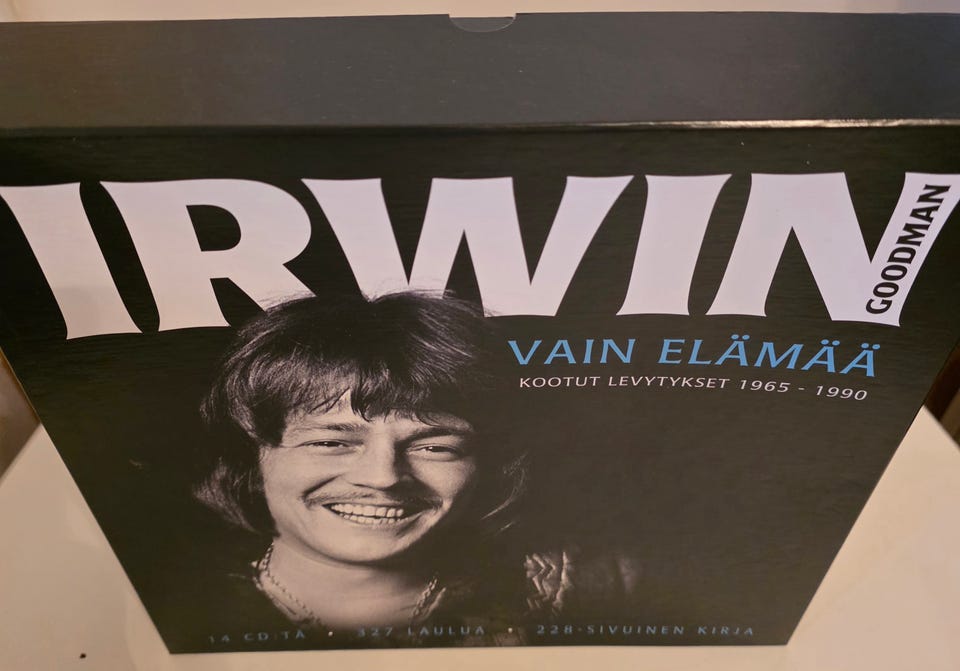 IRWIN
GOODMAN
VAIN ELÄMÄÄ
KOOTUT LEVYTYKSET 1965 - 1990
14 CD:TÄ • 327 LAULUA • 228-SIVUINEN KIRJA